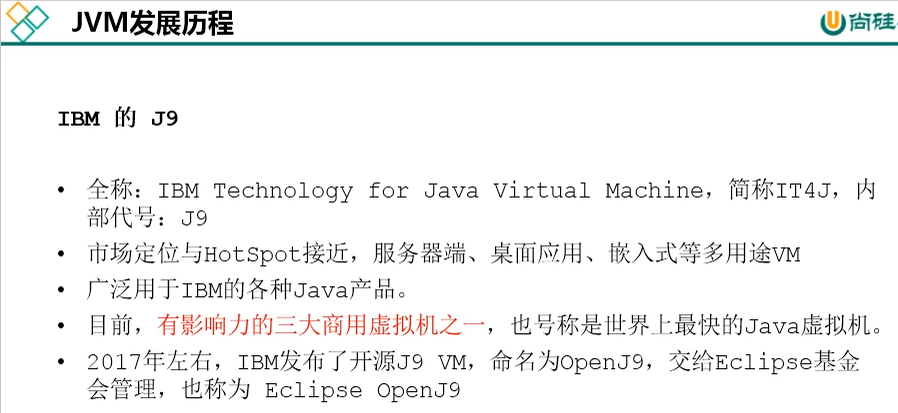 JVM发展历程
尚硅
IBM 的 J9
• 全称：IBM Technology for Java Virtual Machine，简称IT4J，内
部代号：J9
• 市场定位与HotSpot接近，服务器端、桌面应用、嵌入式等多用途VM
• 广泛用于IBM的各种Java产品。
• 目前，有影响力的三大商用虚拟机之一，也号称是世界上最快的Java虚拟机。
• 2017年左右，IBM发布了开源J9 VM，命名为OpenJ9，交给Eclipse基金
会管理，也称为 Eclipse OpenJ9